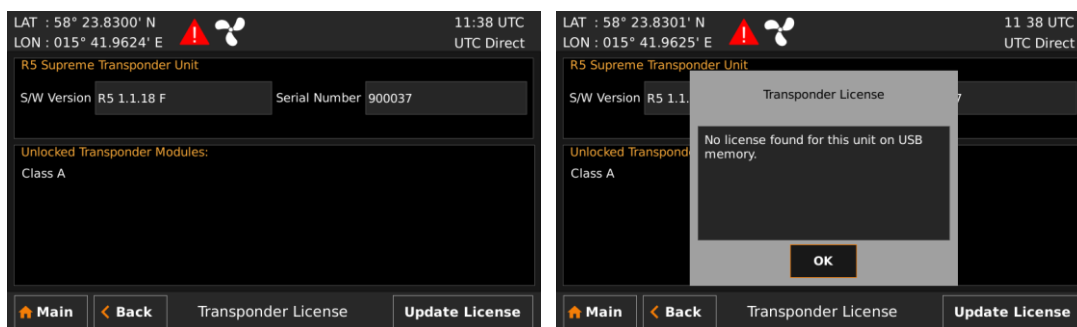 LAT : 58° 23.8300' N
LON : 015° 41.9624' E
11:38 UTC
UTC Direct
R5 Supreme Transponder Unit
S/W Version R5 1.1.18 F Serial Number 900037
Unlocked Transponder Modules:
Class A
Main Back Transponder License Update License
LAT : 58° 23.8301' N
LON : 015° 41.9625' E
11 38 UTC
UTC Direct
R5 Supreme Transponder Unit
S/W Version R5 1.1. 7
Unlocked Transpond
Class A
Transponder License
No license found for this unit on USB
memory.
OK
Main Back Transponder License Update License